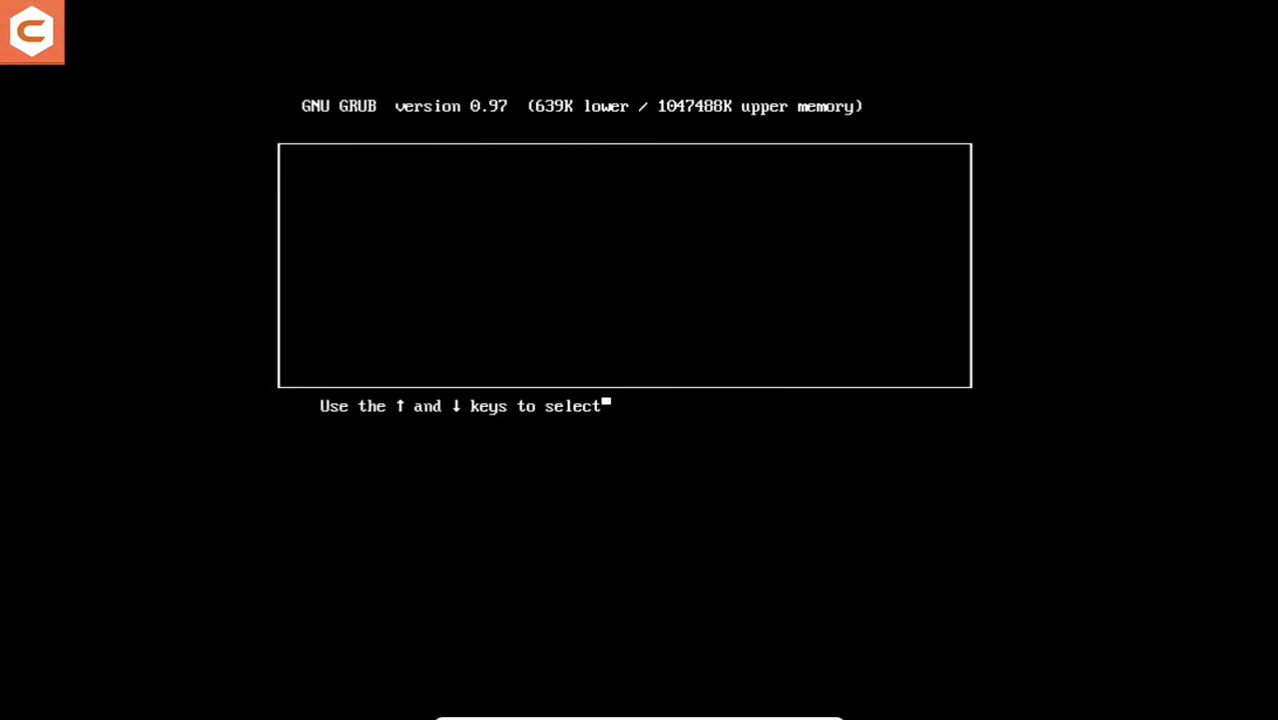 GNU GRUB version 0.97 (639K lower / 1047488K upper memory)
Use the ↑ and ↓ keys to select